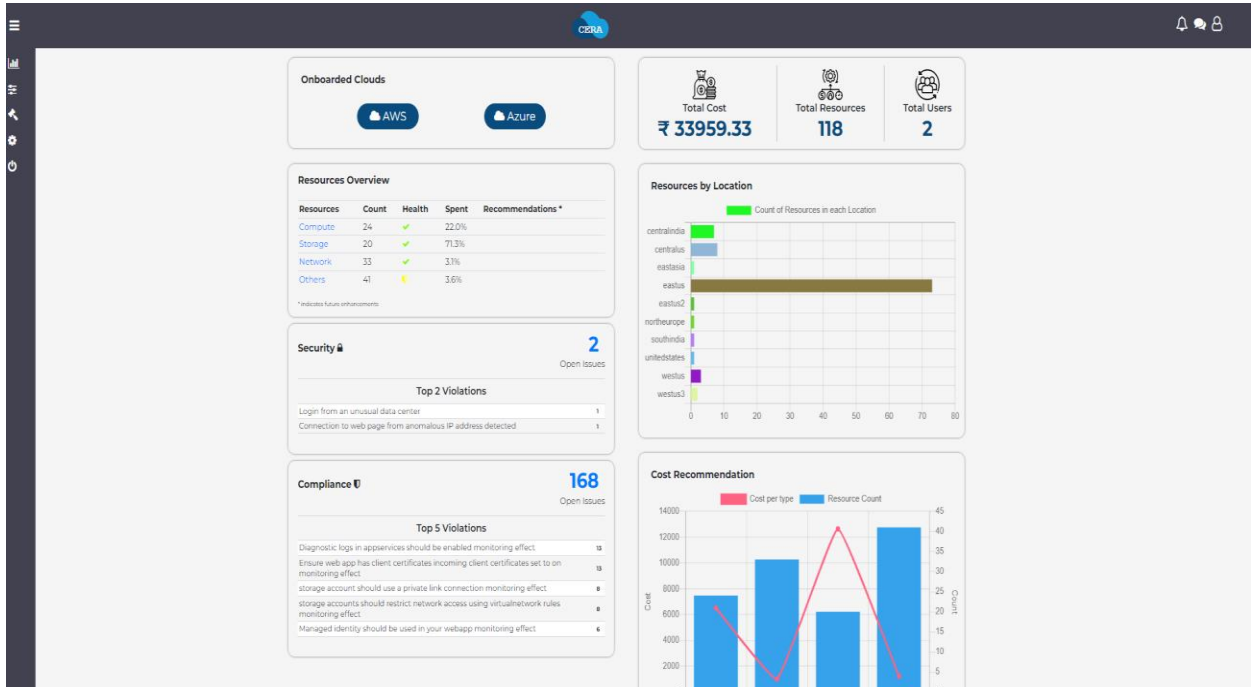 CERA
Onboarded Clouds
AWS
Azure
Total Cost
₹ 33959.33
Total Resources
118
Total Users
2
Resources Overview
Resources Count Health Spent Recommendations *
Compute 24 22.0%
Storage 20 71.3%
Network 33 3.1%
Others 41 3.6%
* indicates future enhancements
Security
2
Open Issues
Top 2 Violations
Login from an unusual data center 1
Connection to web page from anomalous IP address detected 1
Compliance
168
Open Issues
Top 5 Violations
Diagnostic logs in appservices should be enabled monitoring effect 13
Ensure web app has client certificates incoming client certificates set to on
monitoring effect 13
storage account should use a private link connection monitoring effect 8
storage accounts should restrict network access using virtualnetwork rules
monitoring effect 8
Managed identity should be used in your webapp monitoring effect 6
Resources by Location
Count of Resources in each Location
centralindia
centralus
eastasia
eastus
eastus2
northeurope
southindia
unitedstates
westus
westus3
0 10 20 30 40 50 60 70 80
Cost Recommendation
Cost per type Resource Count
14000 45
12000 40
35
10000
30
8000 25
Cost Count
6000 20
15
4000
10
2000 5